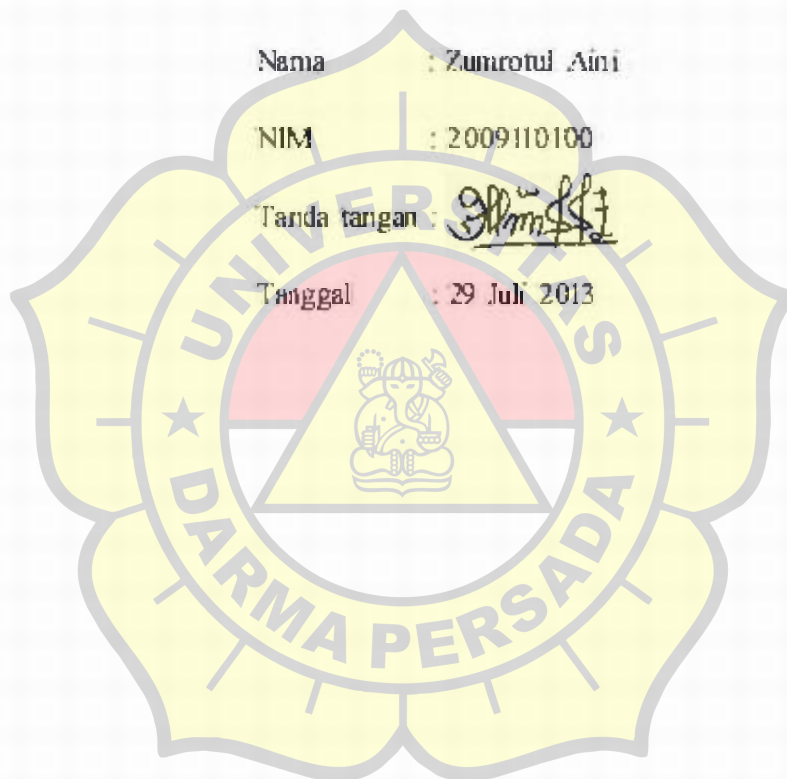 Nama : Zumrotul Aini
NIM : 2009110100
Tanda tangan :
Tanggal : 29 Juli 2013
UNIVERSITAS
DARMA PERSADA